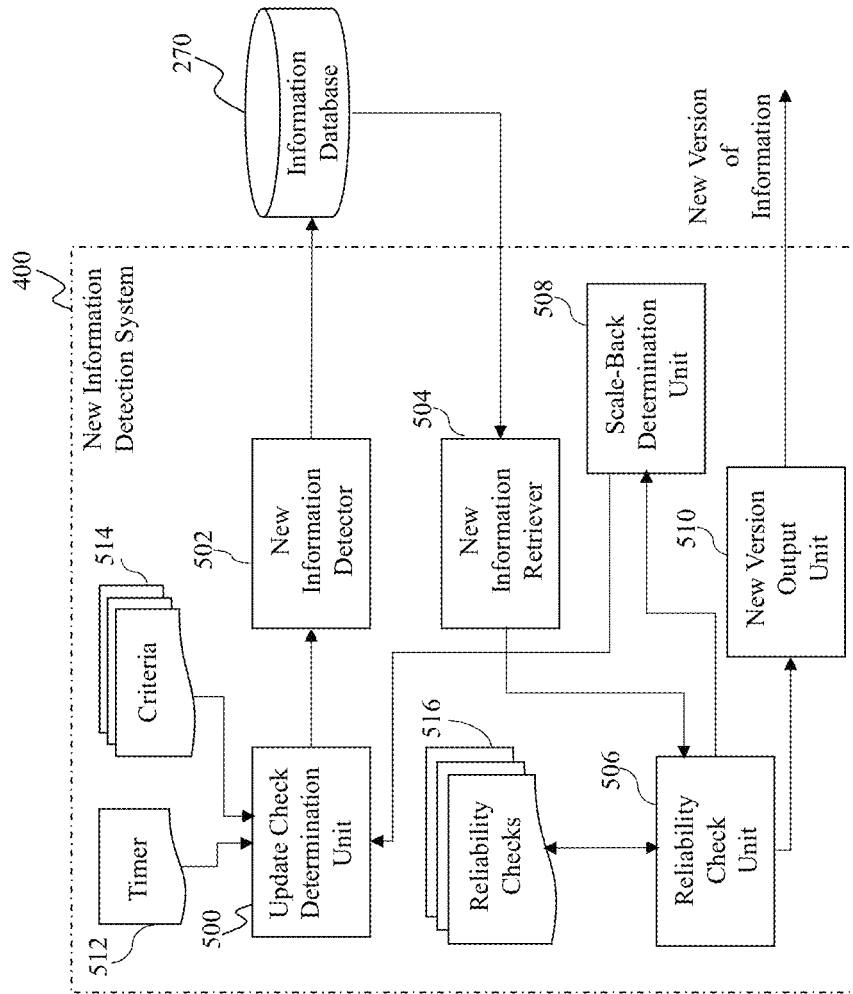 400
New Information
Detection System
512
Timer
514
Criteria
500
Update Check
Determination
Unit
502
New
Information
Detector
270
Information
Database
516
Reliability
Checks
504
New
Information
Retriever
508
Scale-Back
Determination
Unit
506
Reliability
Check
Unit
510
New Version
Output
Unit
New Version
of
Information